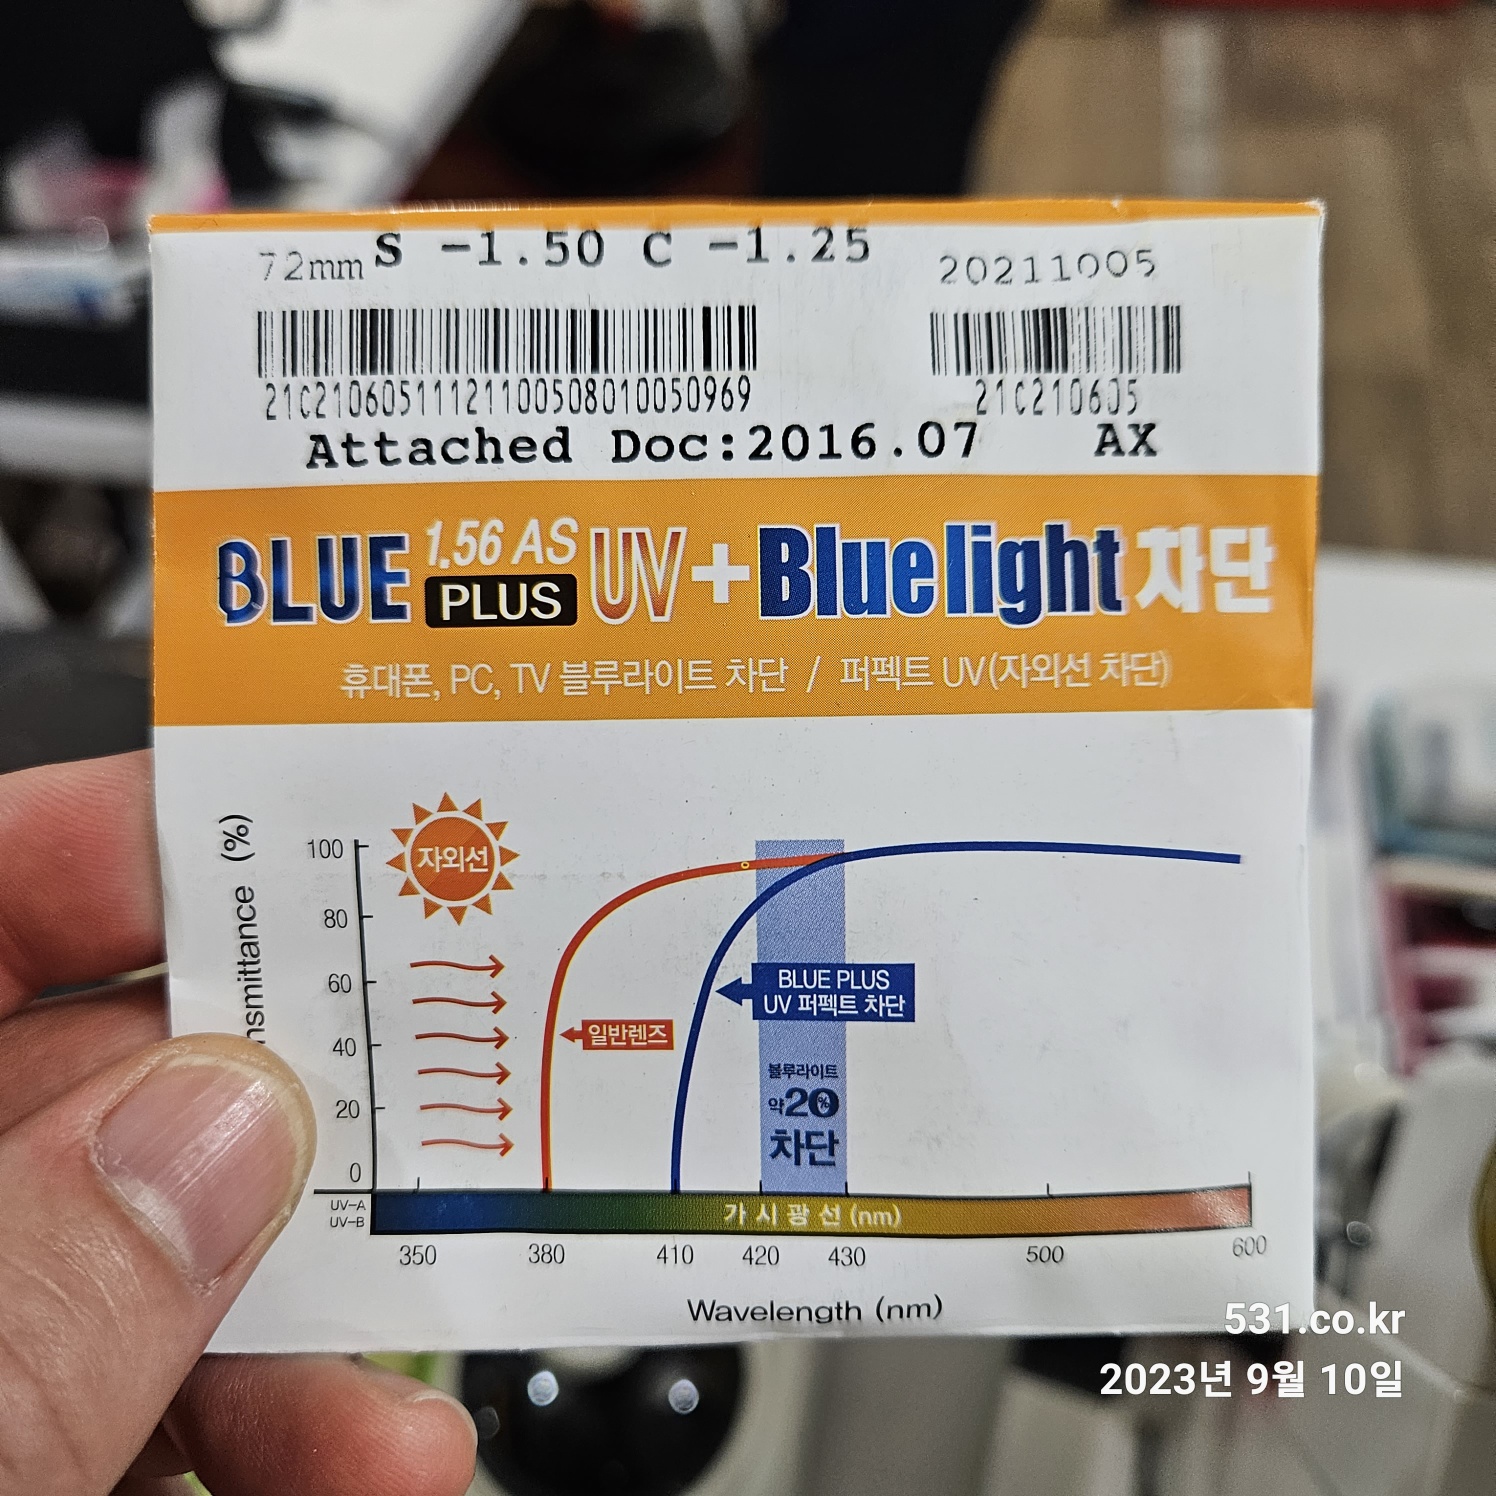 72mm S -1.50 C -1.25 20211005
21C2106051112110050801005 0969 21C210605
Attached Doc:2016.07 AX
BLUE 1.56 AS PLUS UV+Bluelight 차단
휴대폰, PC, TV 블루라이트 차단 / 퍼펙트 UV(자외선 차단)
(%)
100
자외선
80
60
BLUE PLUS
UV 퍼펙트 차단
일반렌즈
40
블루라이트
약20%
차단
20
0
UV-A
UV-B
가시광선(nm)
350 380 410 420 430 500 600
Wavelength (nm)
531.co.kr
2023년 9월 10일